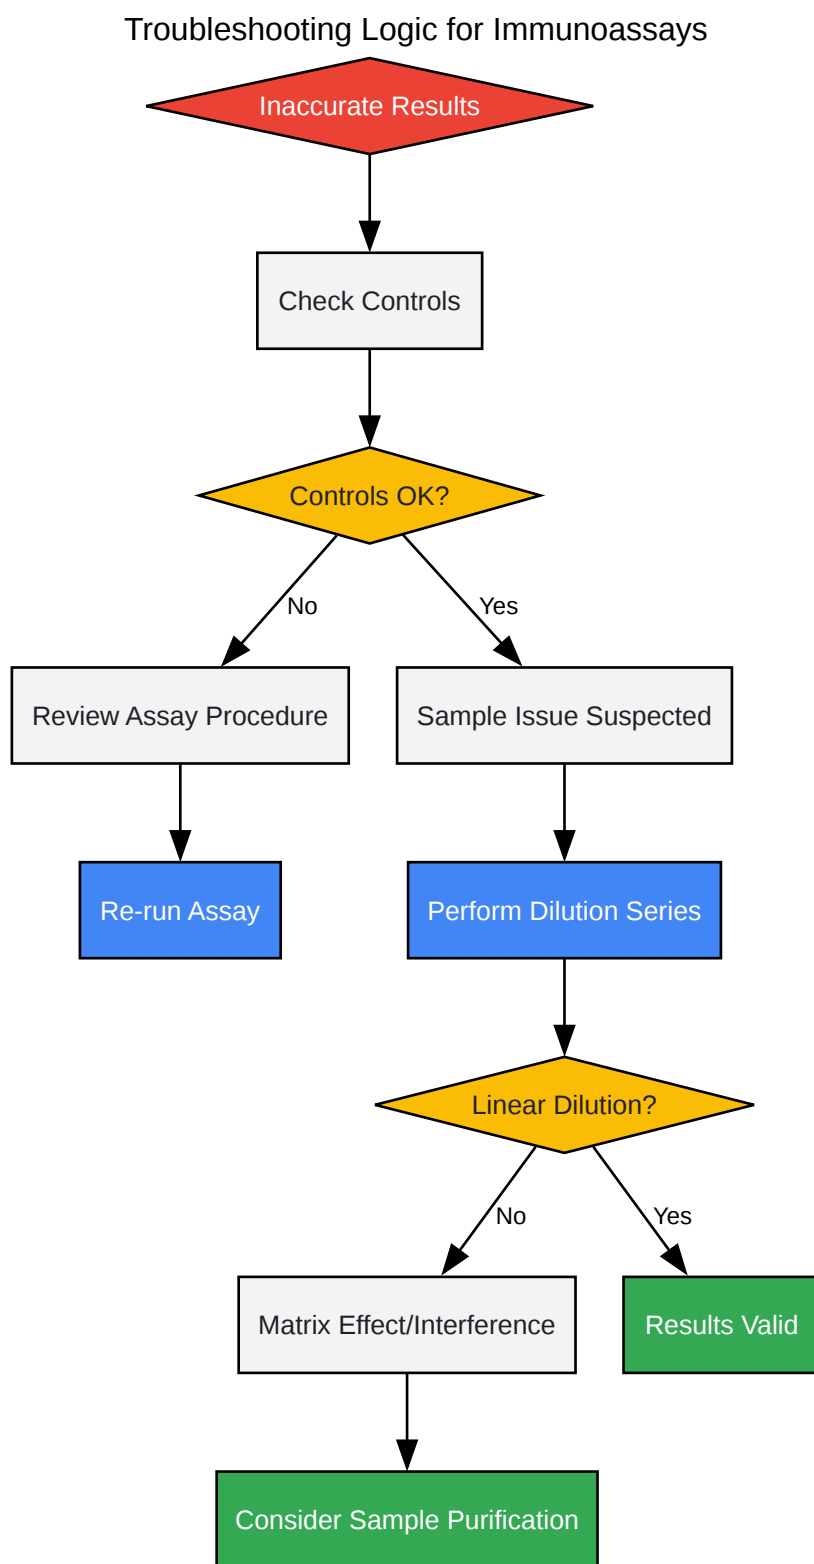 Troubleshooting Logic for Immunoassays
Inaccurate Results
Check Controls
Controls OK?
No
Yes
Review Assay Procedure
Sample Issue Suspected
Re-run Assay
Perform Dilution Series
Linear Dilution?
No
Yes
Matrix Effect/Interference
Results Valid
Consider Sample Purification